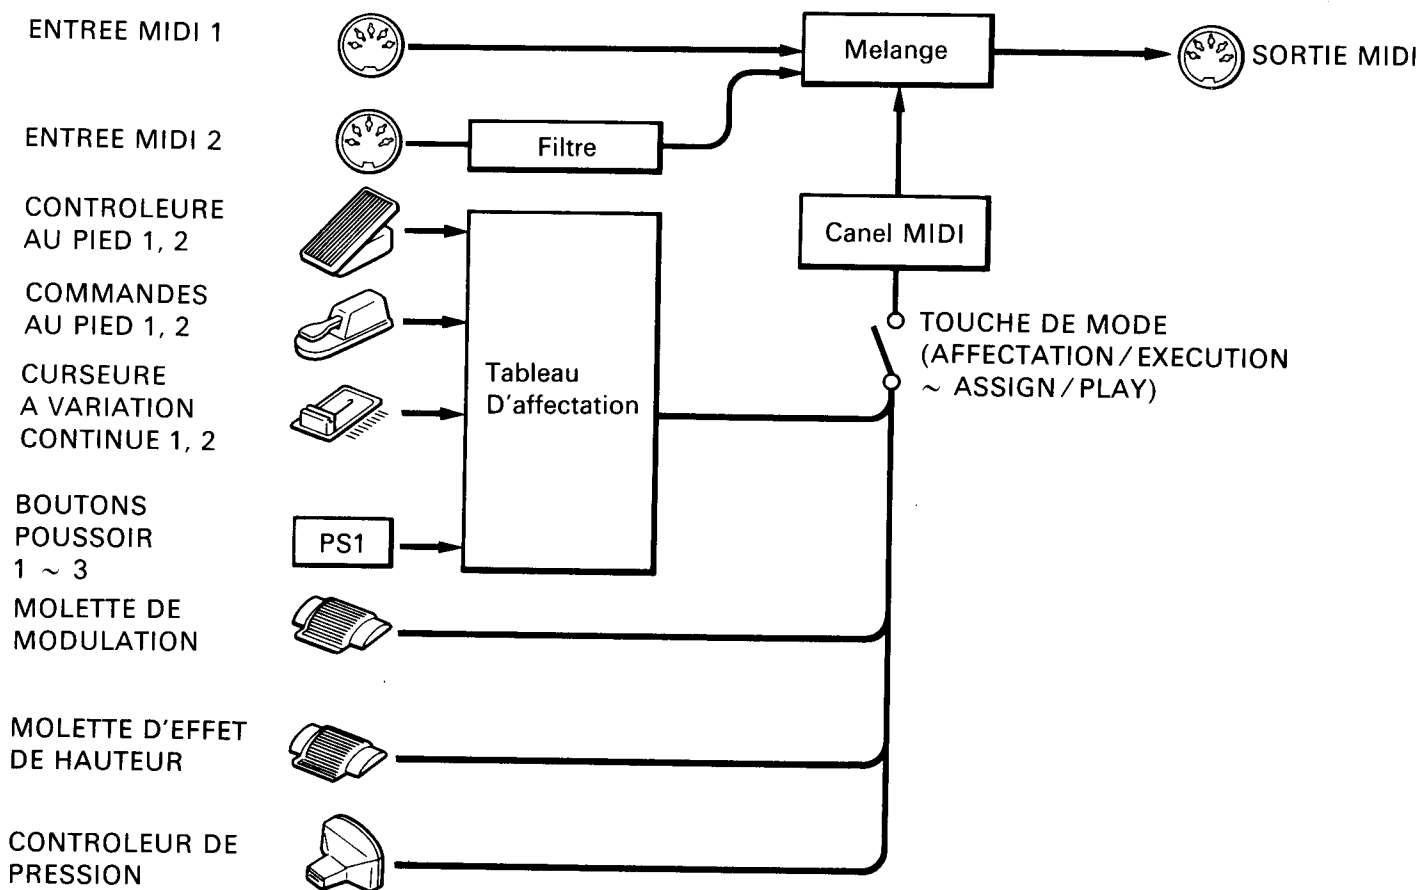 ENTREE MIDI 1
Melange
SORTIE MIDI
ENTREE MIDI 2
Filtre
CONTROLEURE
AU PIED 1, 2
Canel MIDI
COMMANDES
AU PIED 1, 2
TOUCHE DE MODE
(AFFECTATION/EXECUTION
~ ASSIGN/PLAY)
CURSEURE
A VARIATION
CONTINUE 1, 2
Tableau
D'affectation
BOUTONS
POUSSOIR
1 ~ 3
PS1
MOLETTE DE
MODULATION
MOLETTE D'EFFET
DE HAUTEUR
CONTROLEUR DE
PRESSION